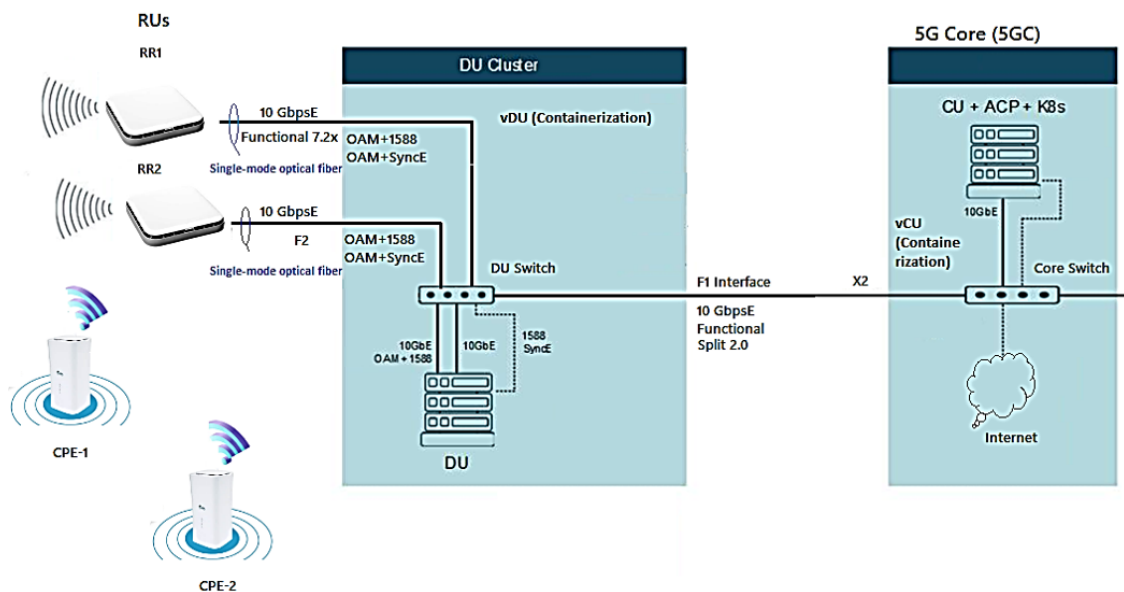 RUs
RR1
10 GbpsE
Functional 7.2x
Single-mode optical fiber
RR2
10 GbpsE
F2
Single-mode optical fiber
CPE-1
CPE-2
DU Cluster
vDU (Containerization)
OAM+1588
OAM+SyncE
OAM+1588
OAM+SyncE
DU Switch
10GbE
OAM + 1588
10GbE
1588
SyncE
DU
F1 Interface
10 GbpsE
Functional
Split 2.0
X2
5G Core (5GC)
CU + ACP + K8s
10GbE
vCU
(Containe
rization)
Core Switch
Internet